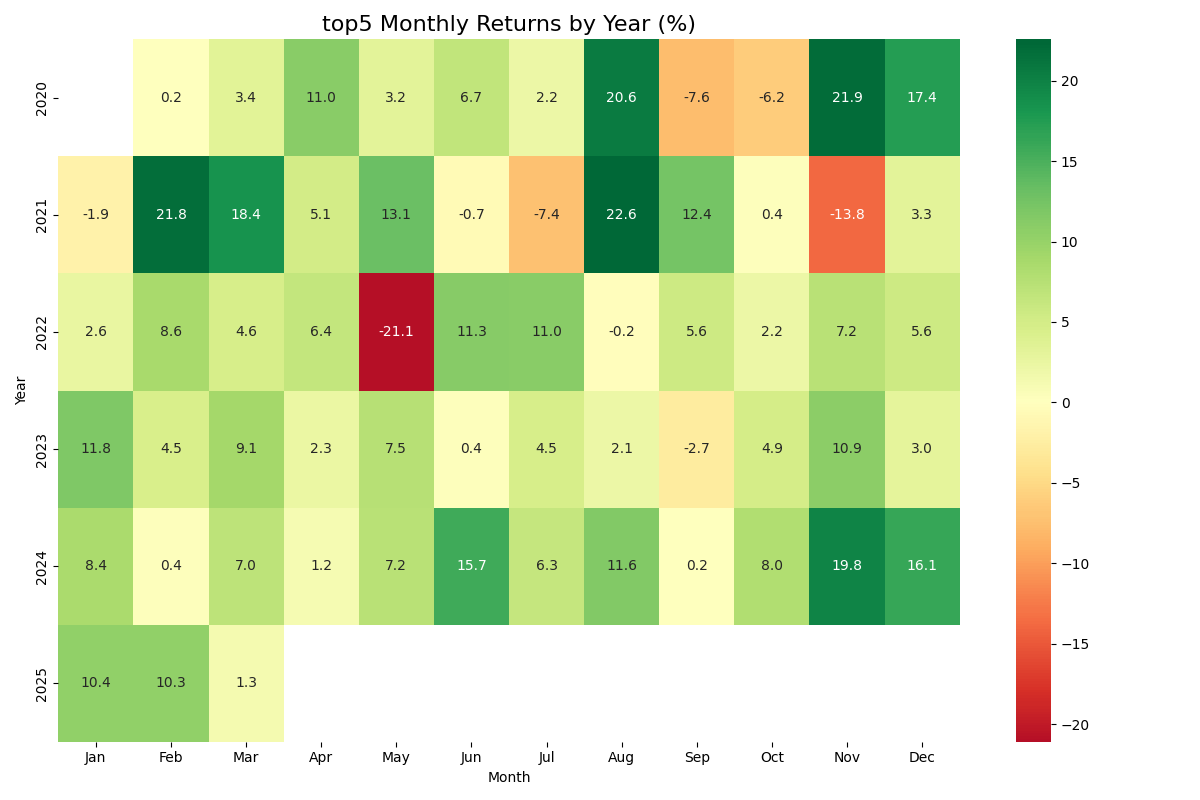 top5 Monthly Returns by Year (%)
2020 0.2 3.4 11.0 3.2 6.7 2.2 20.6 -7.6 -6.2 21.9 17.4
2021 -1.9 21.8 18.4 5.1 13.1 -0.7 -7.4 22.6 12.4 0.4 -13.8 3.3
2022 2.6 8.6 4.6 6.4 -21.1 11.3 11.0 -0.2 5.6 2.2 7.2 5.6
Year
2023 11.8 4.5 9.1 2.3 7.5 0.4 4.5 2.1 -2.7 4.9 10.9 3.0
2024 8.4 0.4 7.0 1.2 7.2 15.7 6.3 11.6 0.2 8.0 19.8 16.1
2025 10.4 10.3 1.3
Jan Feb Mar Apr May Jun Jul Aug Sep Oct Nov Dec
Month
20
15
10
5
0
−5
−10
−15
−20